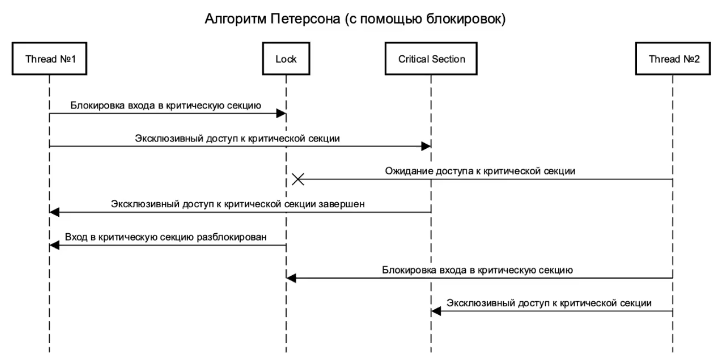 Алгоритм Петерсона (с помощью блокировок)
Thread №1
Lock
Critical Section
Thread №2
Блокировка входа в критическую секцию
Эксклюзивный доступ к критической секции
Ожидание доступа к критической секции
Эксклюзивный доступ к критической секции завершен
Вход в критическую секцию разблокирован
Блокировка входа в критическую секцию
Эксклюзивный доступ к критической секции